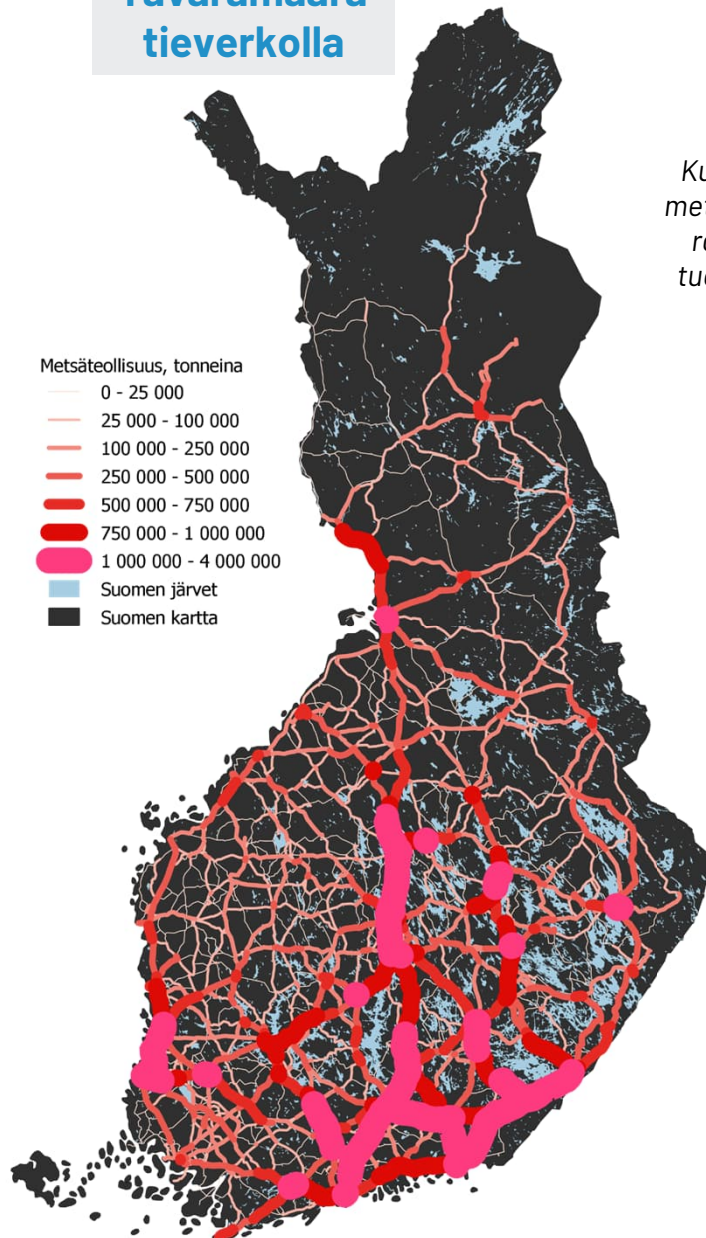 tieverkolla
Metsäteollisuus, tonneina
0 - 25 000
25 000 - 100 000
100 000 - 250 000
250 000 - 500 000
500 000 - 750 000
750 000 - 1 000 000
1 000 000 - 4 000 000
Suomen järvet
Suomen kartta